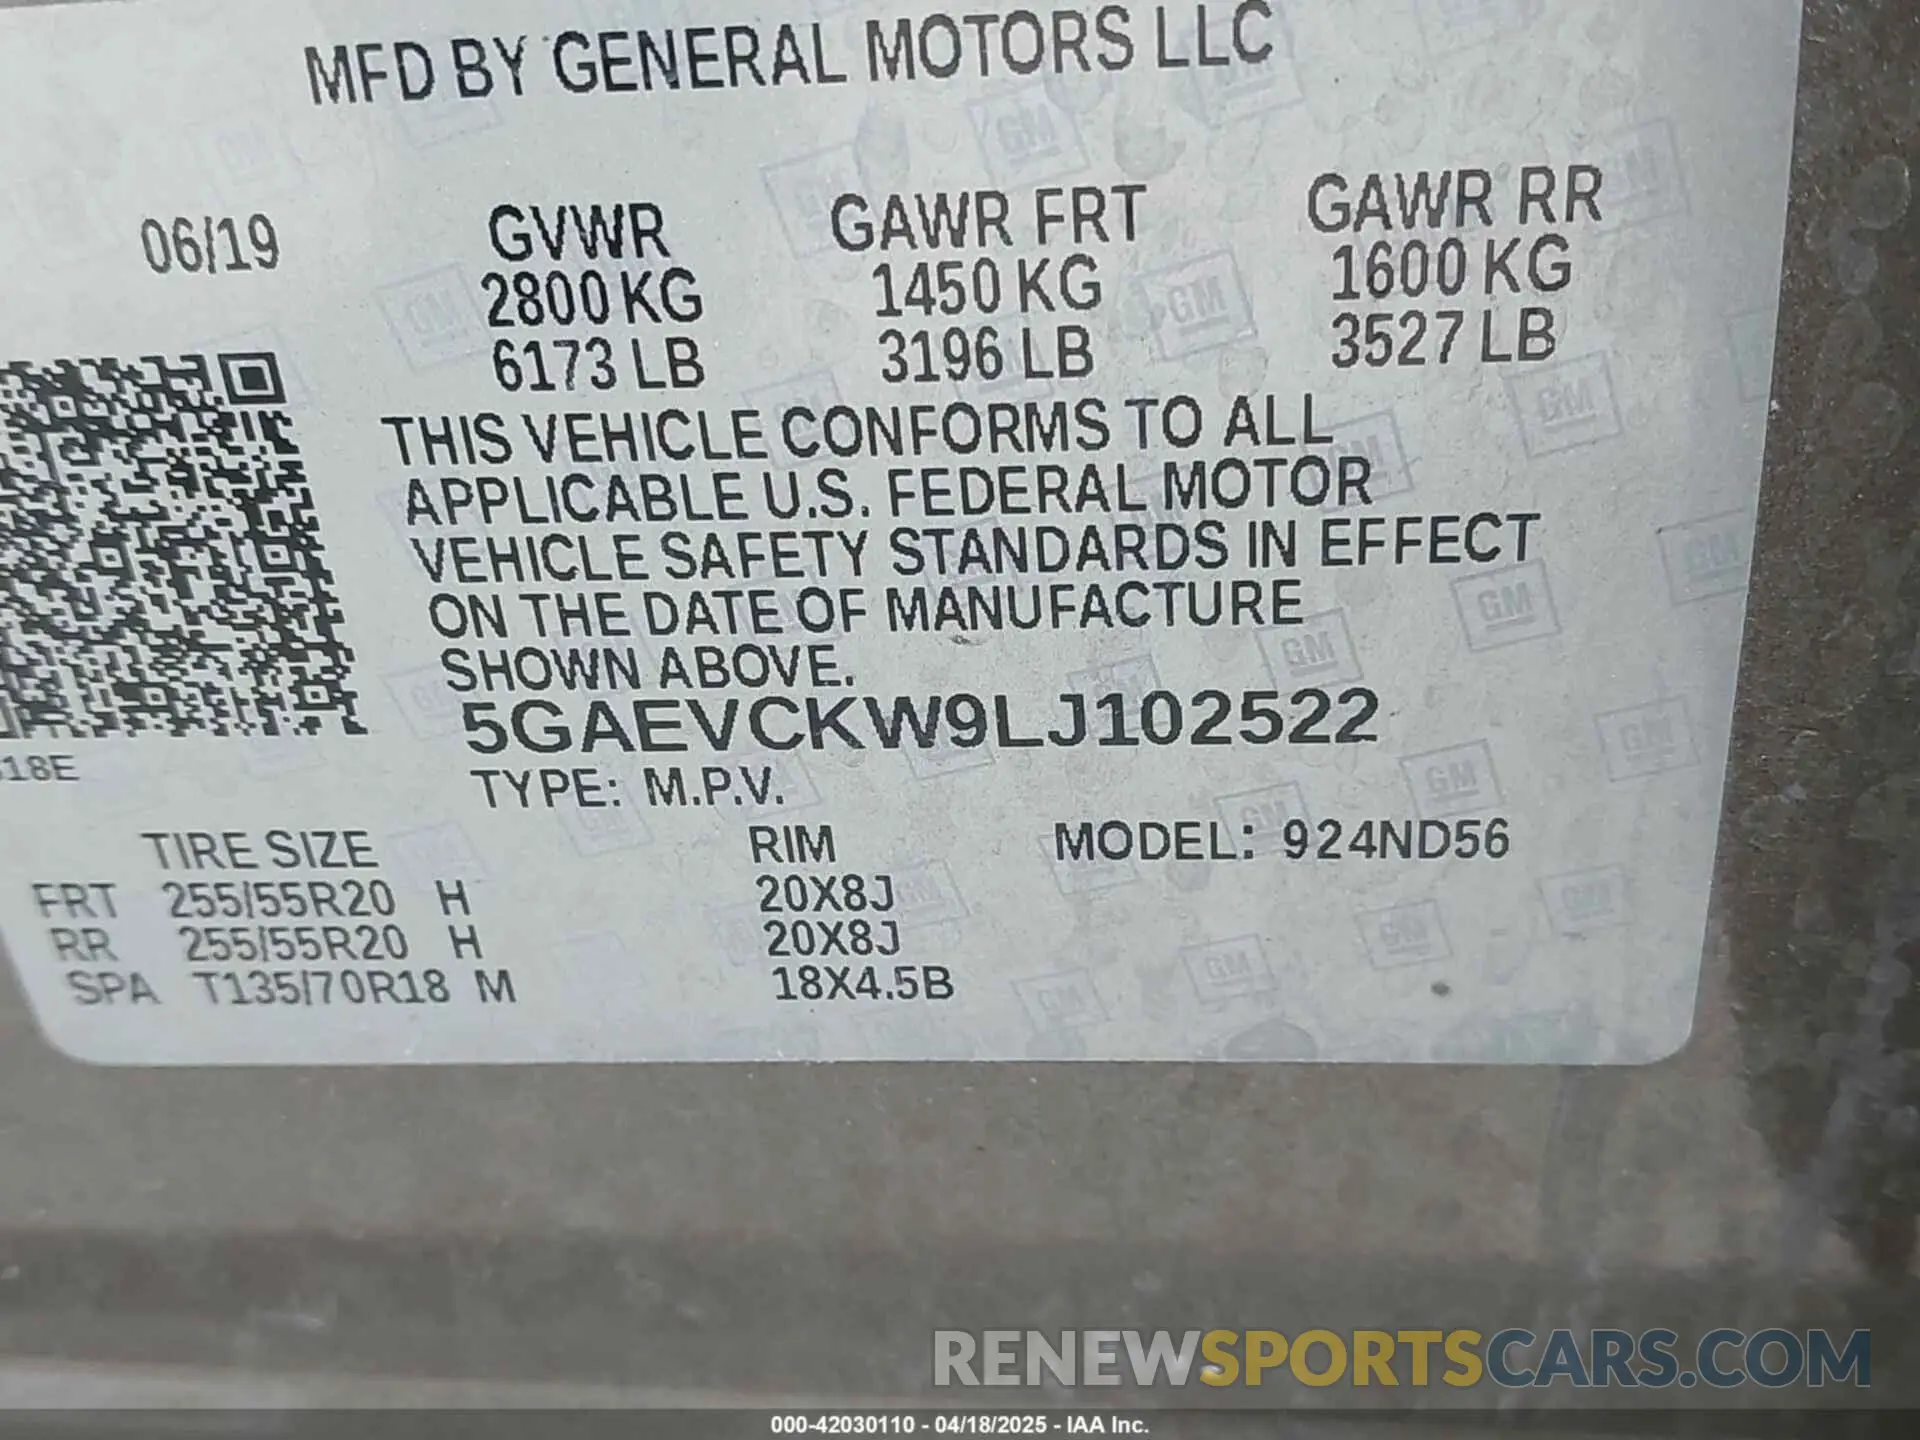 MFD BY GENERAL MOTORS LLC
06/19 GVWR GAWR FRT GAWR RR
2800 KG 1450 KG 1600 KG
6173 LB 3196 LB 3527 LB
THIS VEHICLE CONFORMS TO ALL
APPLICABLE U.S. FEDERAL MOTOR
VEHICLE SAFETY STANDARDS IN EFFECT
ON THE DATE OF MANUFACTURE
SHOWN ABOVE.
5GAEVCKW9LJ102522
18E
TYPE: M.P.V.
TIRE SIZE RIM MODEL: 924ND56
FRT 255/55R20 H 20X8J
RR 255/55R20 H 20X8J
SPA T135/70R18 M 18X4.5B
RENEWSPORTSCARS.COM
000-42030110 - 04/18/2025 - IAA Inc.